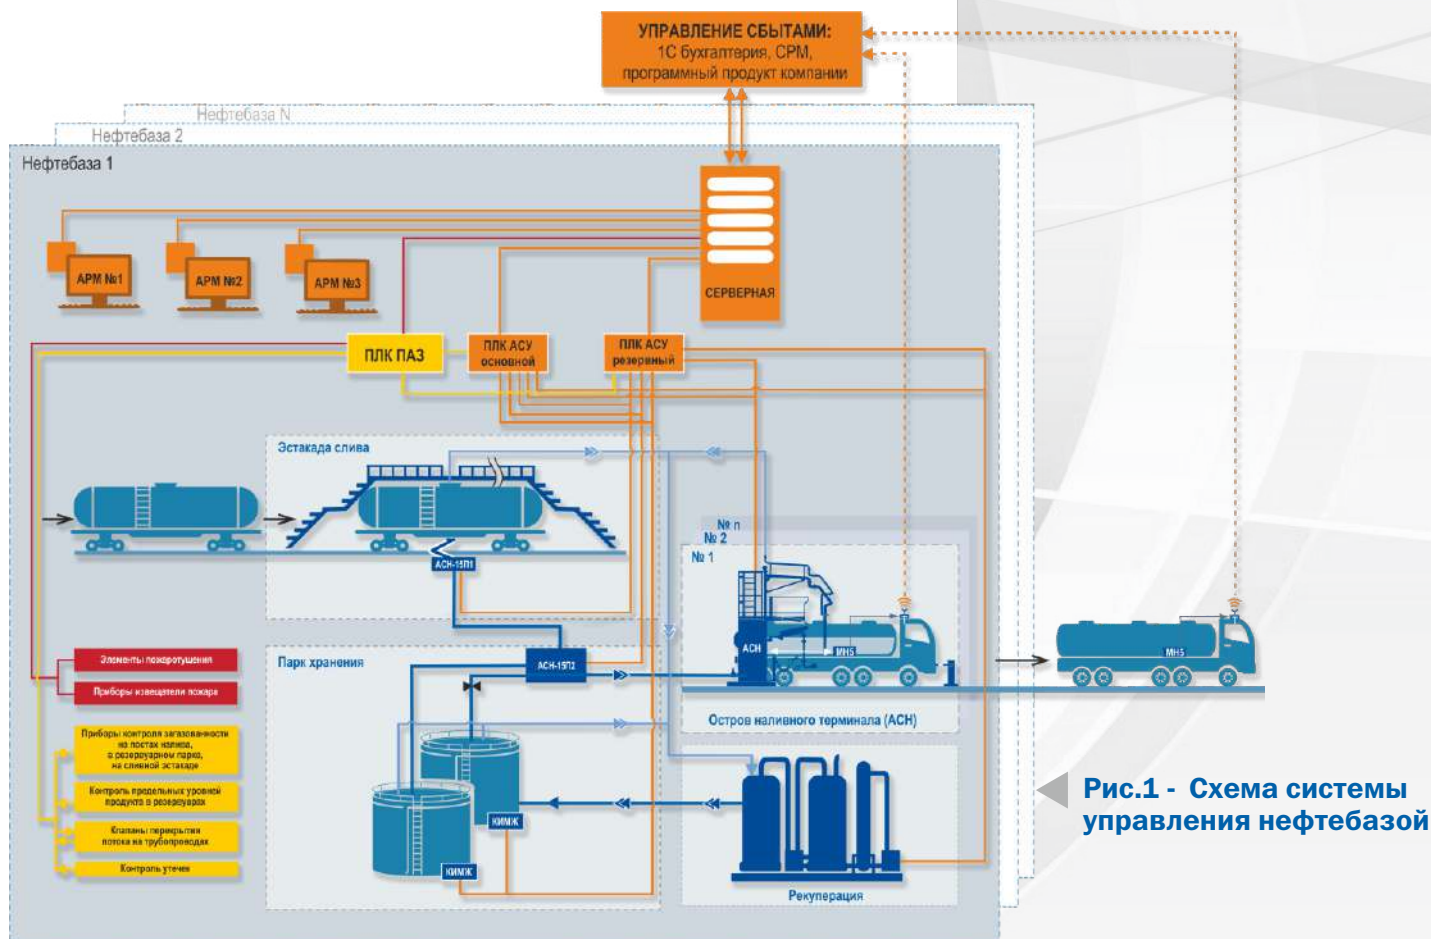 УПРАВЛЕНИЕ СБЫТАМИ:
1С бухгалтерия, СРМ,
программный продукт компании
Нефтебаза N
Нефтебаза 2
Нефтебаза 1
АРМ №1
АРМ №2
АРМ №3
СЕРВЕРНАЯ
ПЛК ПАЗ
ПЛК АСУ
основной
ПЛК АСУ
резервный
Эстакада слива
АСН-15П1
№ n
№ 2
№ 1
АСН
МН5
МН5
Остров наливного терминала (АСН)
Парк хранения
АСН-15П2
КИМЖ
КИМЖ
Рекуперация
Элементы пожаротушения
Приборы извещатели пожара
Приборы контроля загазованности
на постах налива,
в резервуарном парке,
на сливной эстакаде
Контроль предельных уровней
продукта в резервуарах
Клапаны перекрытия
потока на трубопроводах
Контроль утечек
Рис.1 - Схема системы
управления нефтебазой